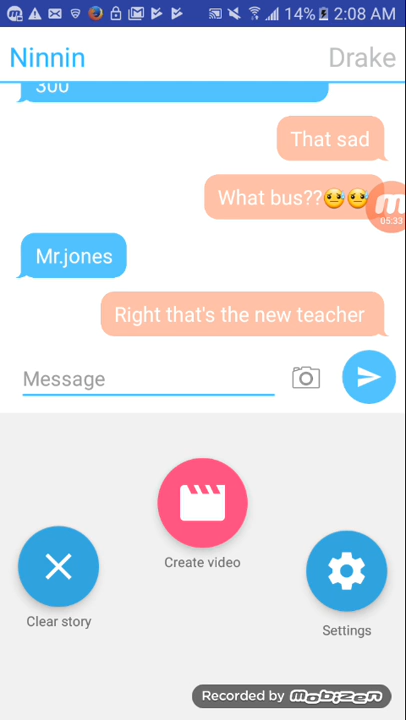 14% 2:08 AM
Ninnin Drake
300
That sad
What bus??😓😓
05:33
Mr.jones
Right that's the new teacher
Message
Create video
Clear story
Settings
Recorded by mobizen